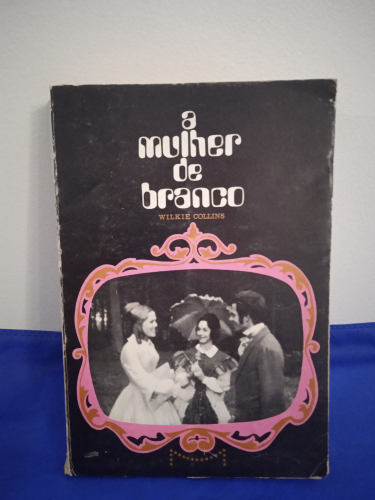 a
mulher
de
branco
WILKIE COLLINS